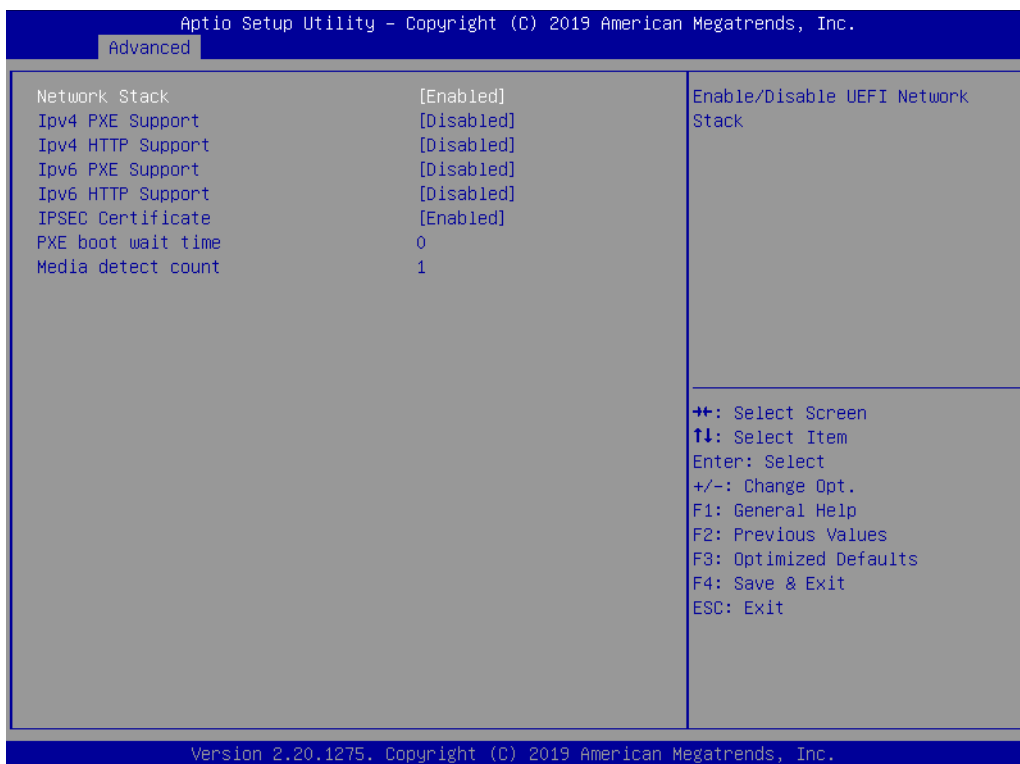 Aptio Setup Utility – Copyright (C) 2019 American Megatrends, Inc.
Advanced
Network Stack [Enabled]
Ipv4 PXE Support [Disabled]
Ipv4 HTTP Support [Disabled]
Ipv6 PXE Support [Disabled]
Ipv6 HTTP Support [Disabled]
IPSEC Certificate [Enabled]
PXE boot wait time 0
Media detect count 1
Enable/Disable UEFI Network
Stack
→←: Select Screen
↑↓: Select Item
Enter: Select
+/-: Change Opt.
F1: General Help
F2: Previous Values
F3: Optimized Defaults
F4: Save & Exit
ESC: Exit
Version 2.20.1275. Copyright (C) 2019 American Megatrends, Inc.